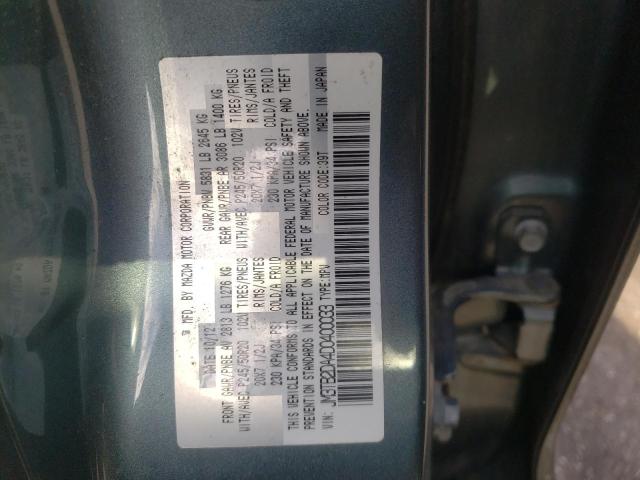 MFD. BY MAZDA MOTOR CORPORATION
DATE: 10/12 GVWR/PNBV 5831 LB 2645 KG
FRONT GAWR/PNBE AV 2813 LB 1276 KG REAR GAWR/PNBE AR 3086 LB 1400 KG
WITH/AVEC P245/50R20 102V TIRES/PNEUS WITH/AVEC P245/50R20 102V TIRES/PNEUS
20X7 1/2J RIMS/JANTES 20X7 1/2J RIMS/JANTES
230 KPA/34 PSI COLD/A FROID 230 KPA/34 PSI COLD/A FROID
THIS VEHICLE CONFORMS TO ALL APPLICABLE FEDERAL MOTOR VEHICLE SAFETY AND THEFT
PREVENTION STANDARDS IN EFFECT ON THE DATE OF MANUFACTURE SHOWN ABOVE.
VIN: JM3TB2DA4D0400033 TYPE:MPV COLOR CODE:39T MADE IN JAPAN